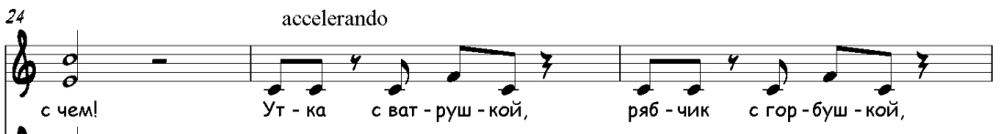 24
accelerando
с чем! Ут - ка с ват - руш - кой, ряб - чик с гор - буш - кой,